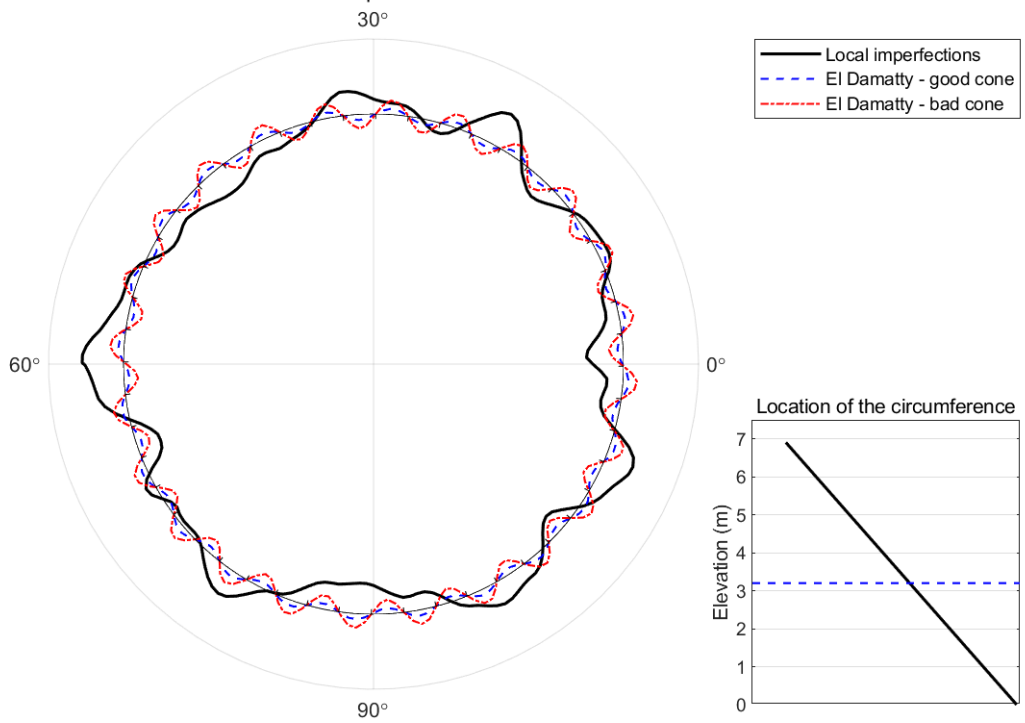 30°
Local imperfections
El Damatty - good cone
El Damatty - bad cone
60°
0°
90°
Location of the circumference
Elevation (m)
7
6
5
4
3
2
1
0